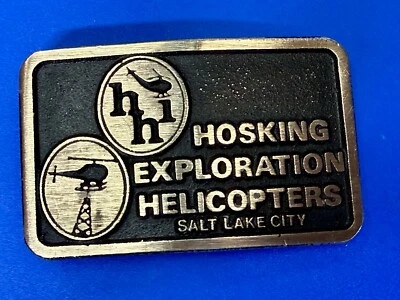 hhi
HOSKING
EXPLORATION
HELICOPTERS
SALT LAKE CITY